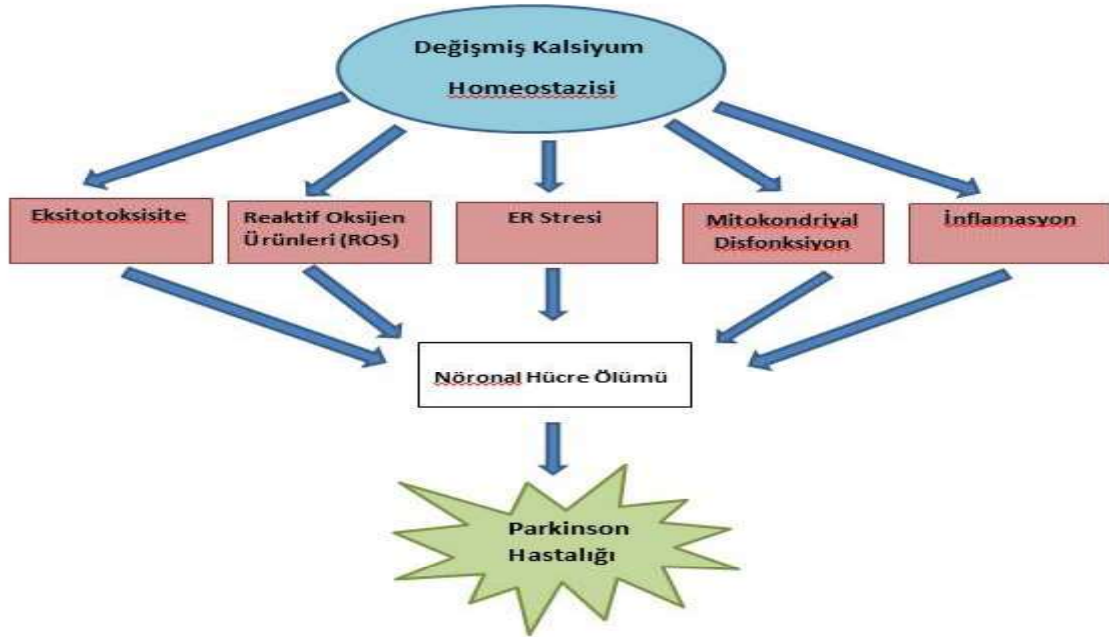 Değişmiş Kalsiyum
Homeostazisi
Eksitotoksisite
Reaktif Oksijen
Ürünleri (ROS)
ER Stresi
Mitokondriyal
Disfonksiyon
İnflamasyon
Nöronal Hücre Ölümü
Parkinson
Hastalığı